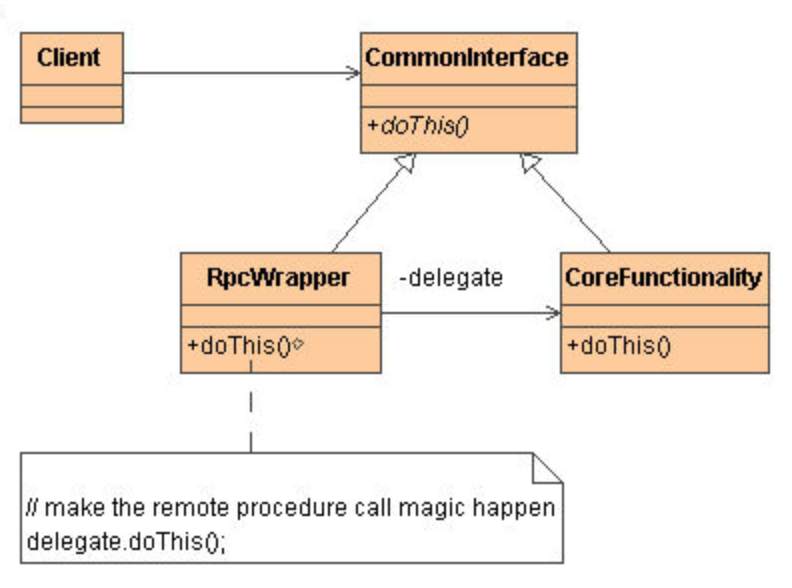 Client
CommonInterface
+doThis()
RpcWrapper
-delegate
CoreFunctionality
+doThis()
+doThis()
// make the remote procedure call magic happen
delegate.doThis();